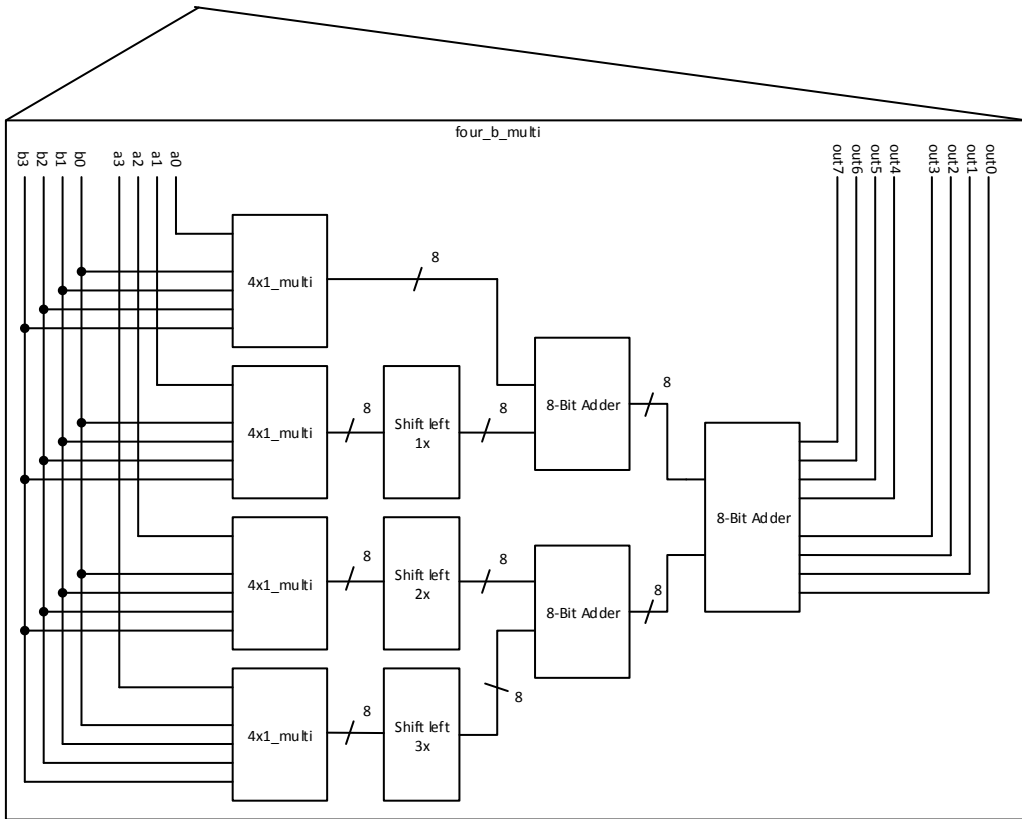 four_b_multi
b3
b2
b1
b0
a3
a2
a1
a0
out7
out6
out5
out4
out3
out2
out1
out0
4x1_multi
8
4x1_multi
8
Shift left
1x
8
8-Bit Adder
8
4x1_multi
8
Shift left
2x
8
8-Bit Adder
8
8-Bit Adder
4x1_multi
8
Shift left
3x
8